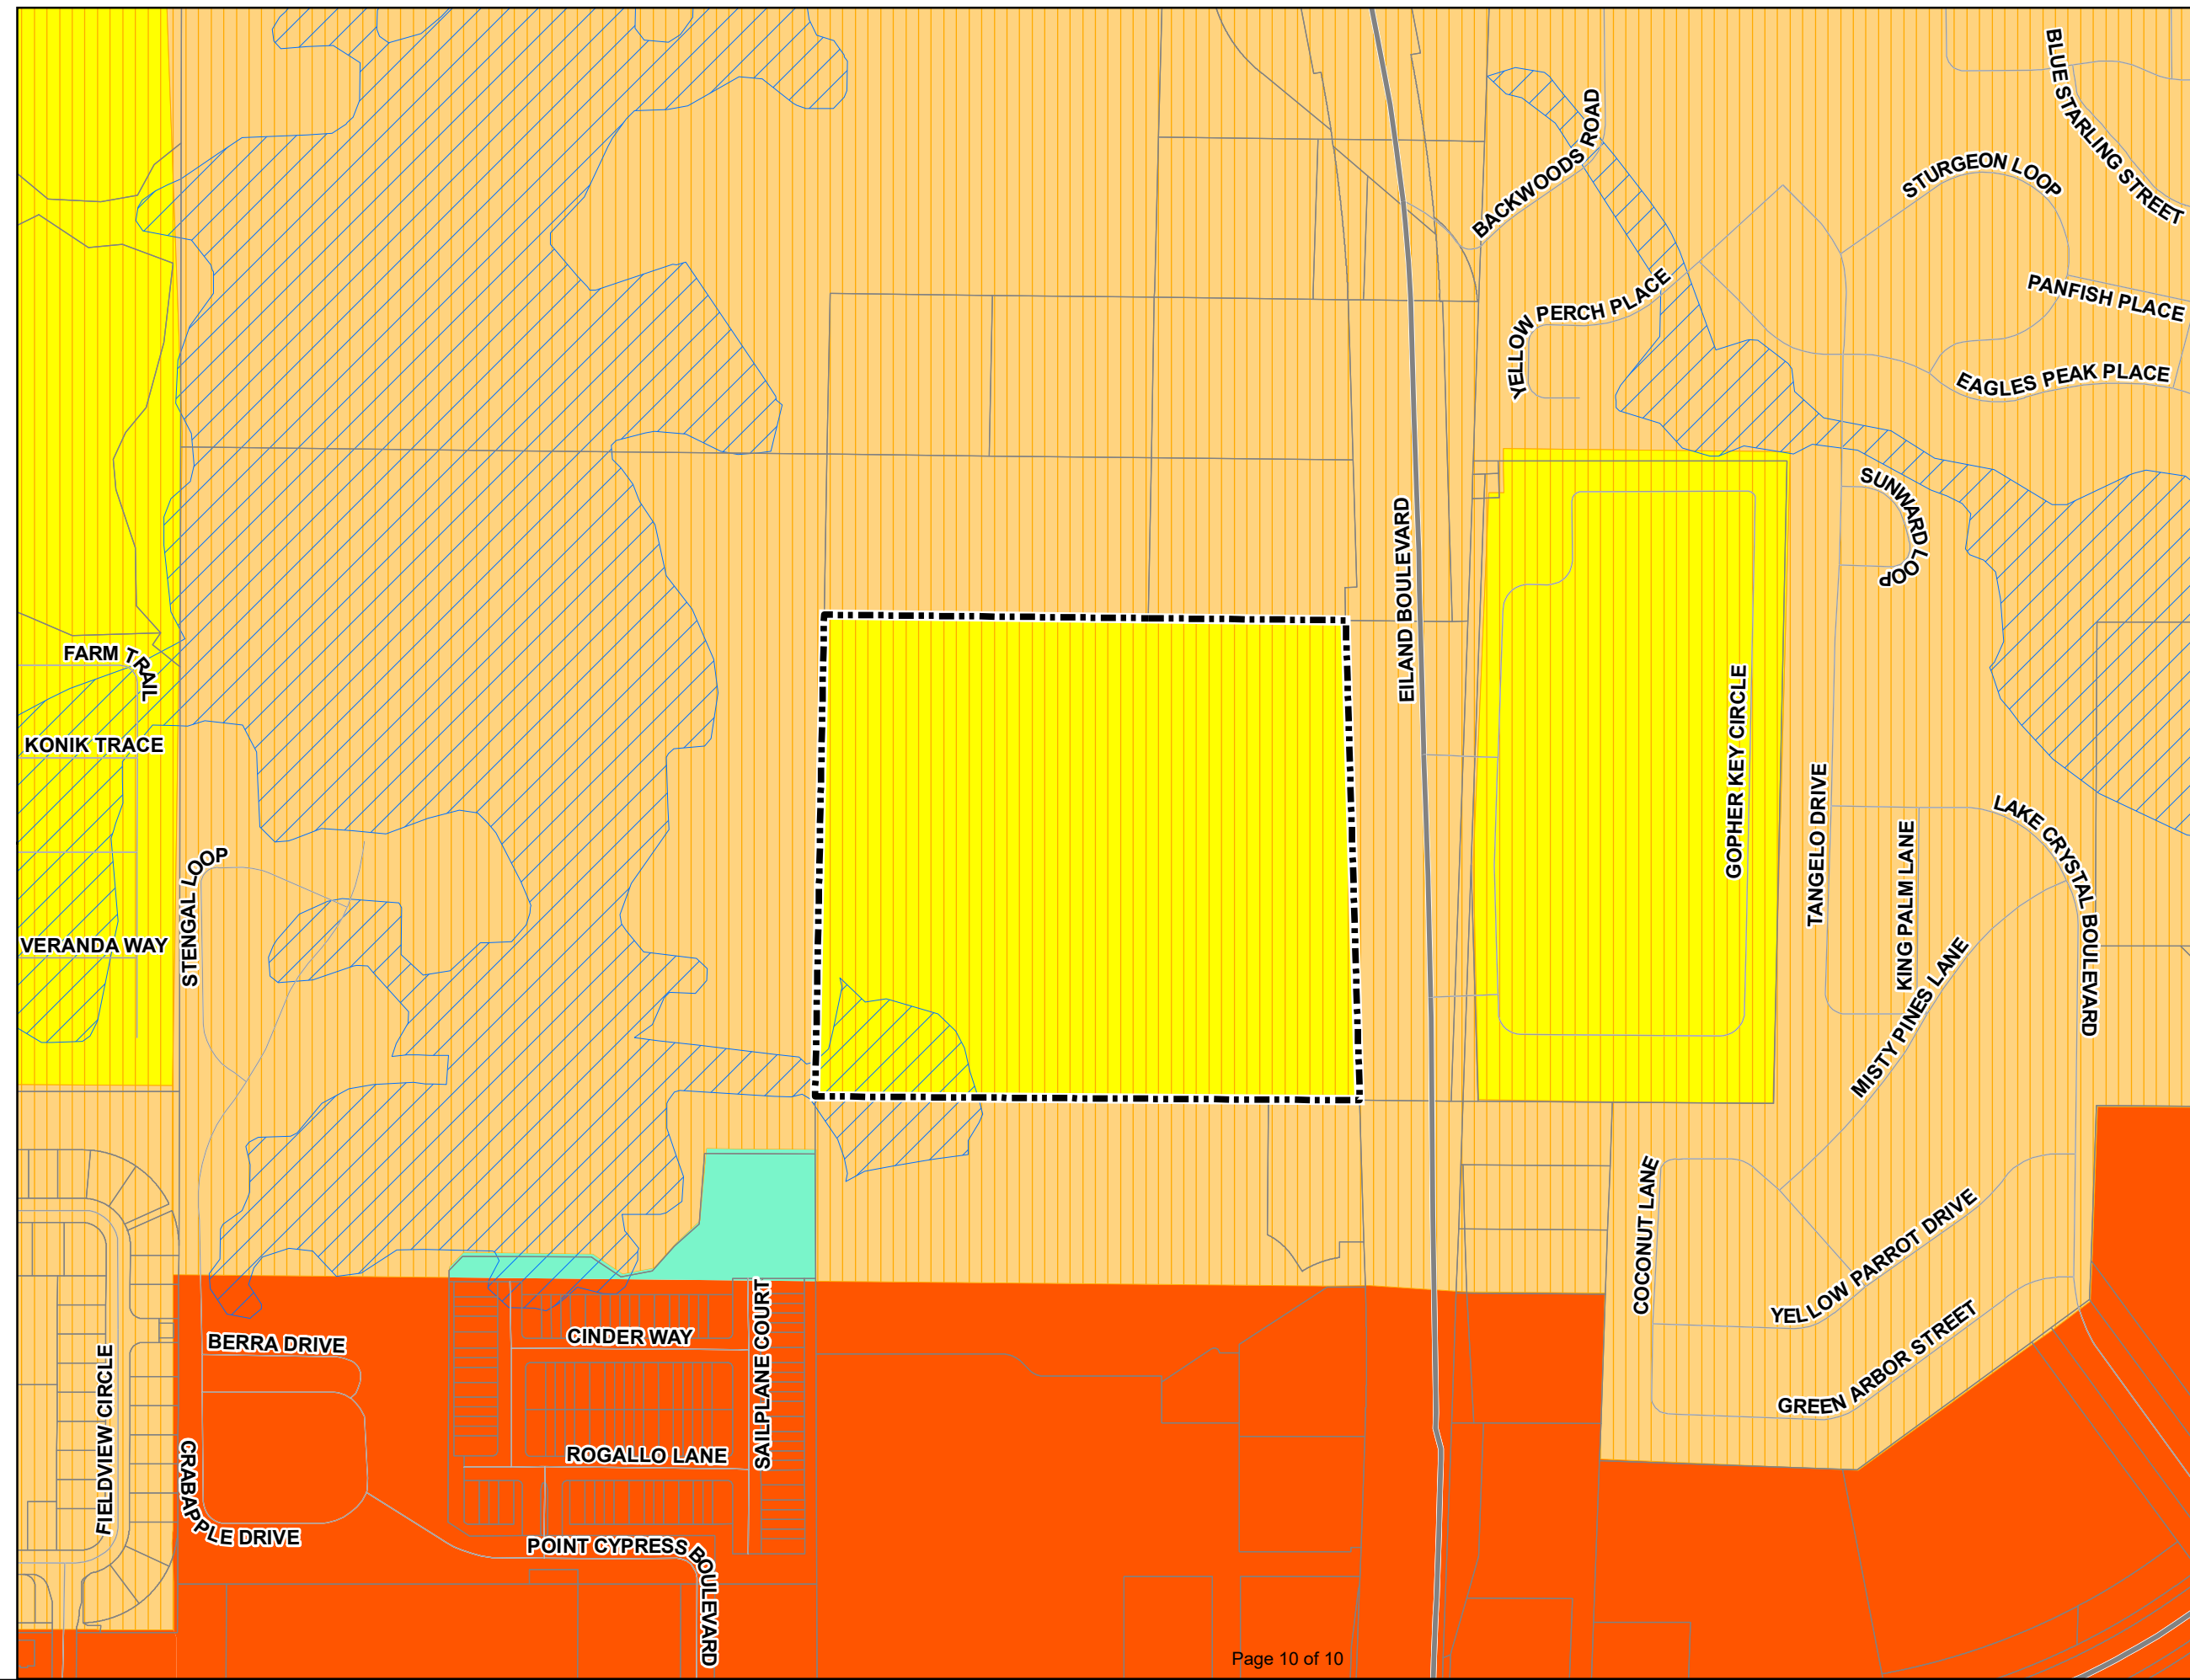 BLUE STARLING STREET
BACKWOODS ROAD
STURGEON LOOP
PANFISH PLACE
YELLOW PERCH PLACE
EAGLES PEAK PLACE
SUNWARD LOOP
EILAND BOULEVARD
FARM TRAIL
KONIK TRACE
GOPHER KEY CIRCLE
TANGELO DRIVE
KING PALM LANE
LAKE CRYSTAL BOULEVARD
STENGAL LOOP
VERANDA WAY
MISTY PINES LANE
COCONUT LANE
YELLOW PARROT DRIVE
GREEN ARBOR STREET
BERRA DRIVE
CINDER WAY
SAILPLANE COURT
FIELDVIEW CIRCLE
CRABAPPLE DRIVE
ROGALLO LANE
POINT CYPRESS BOULEVARD
Page 10 of 10